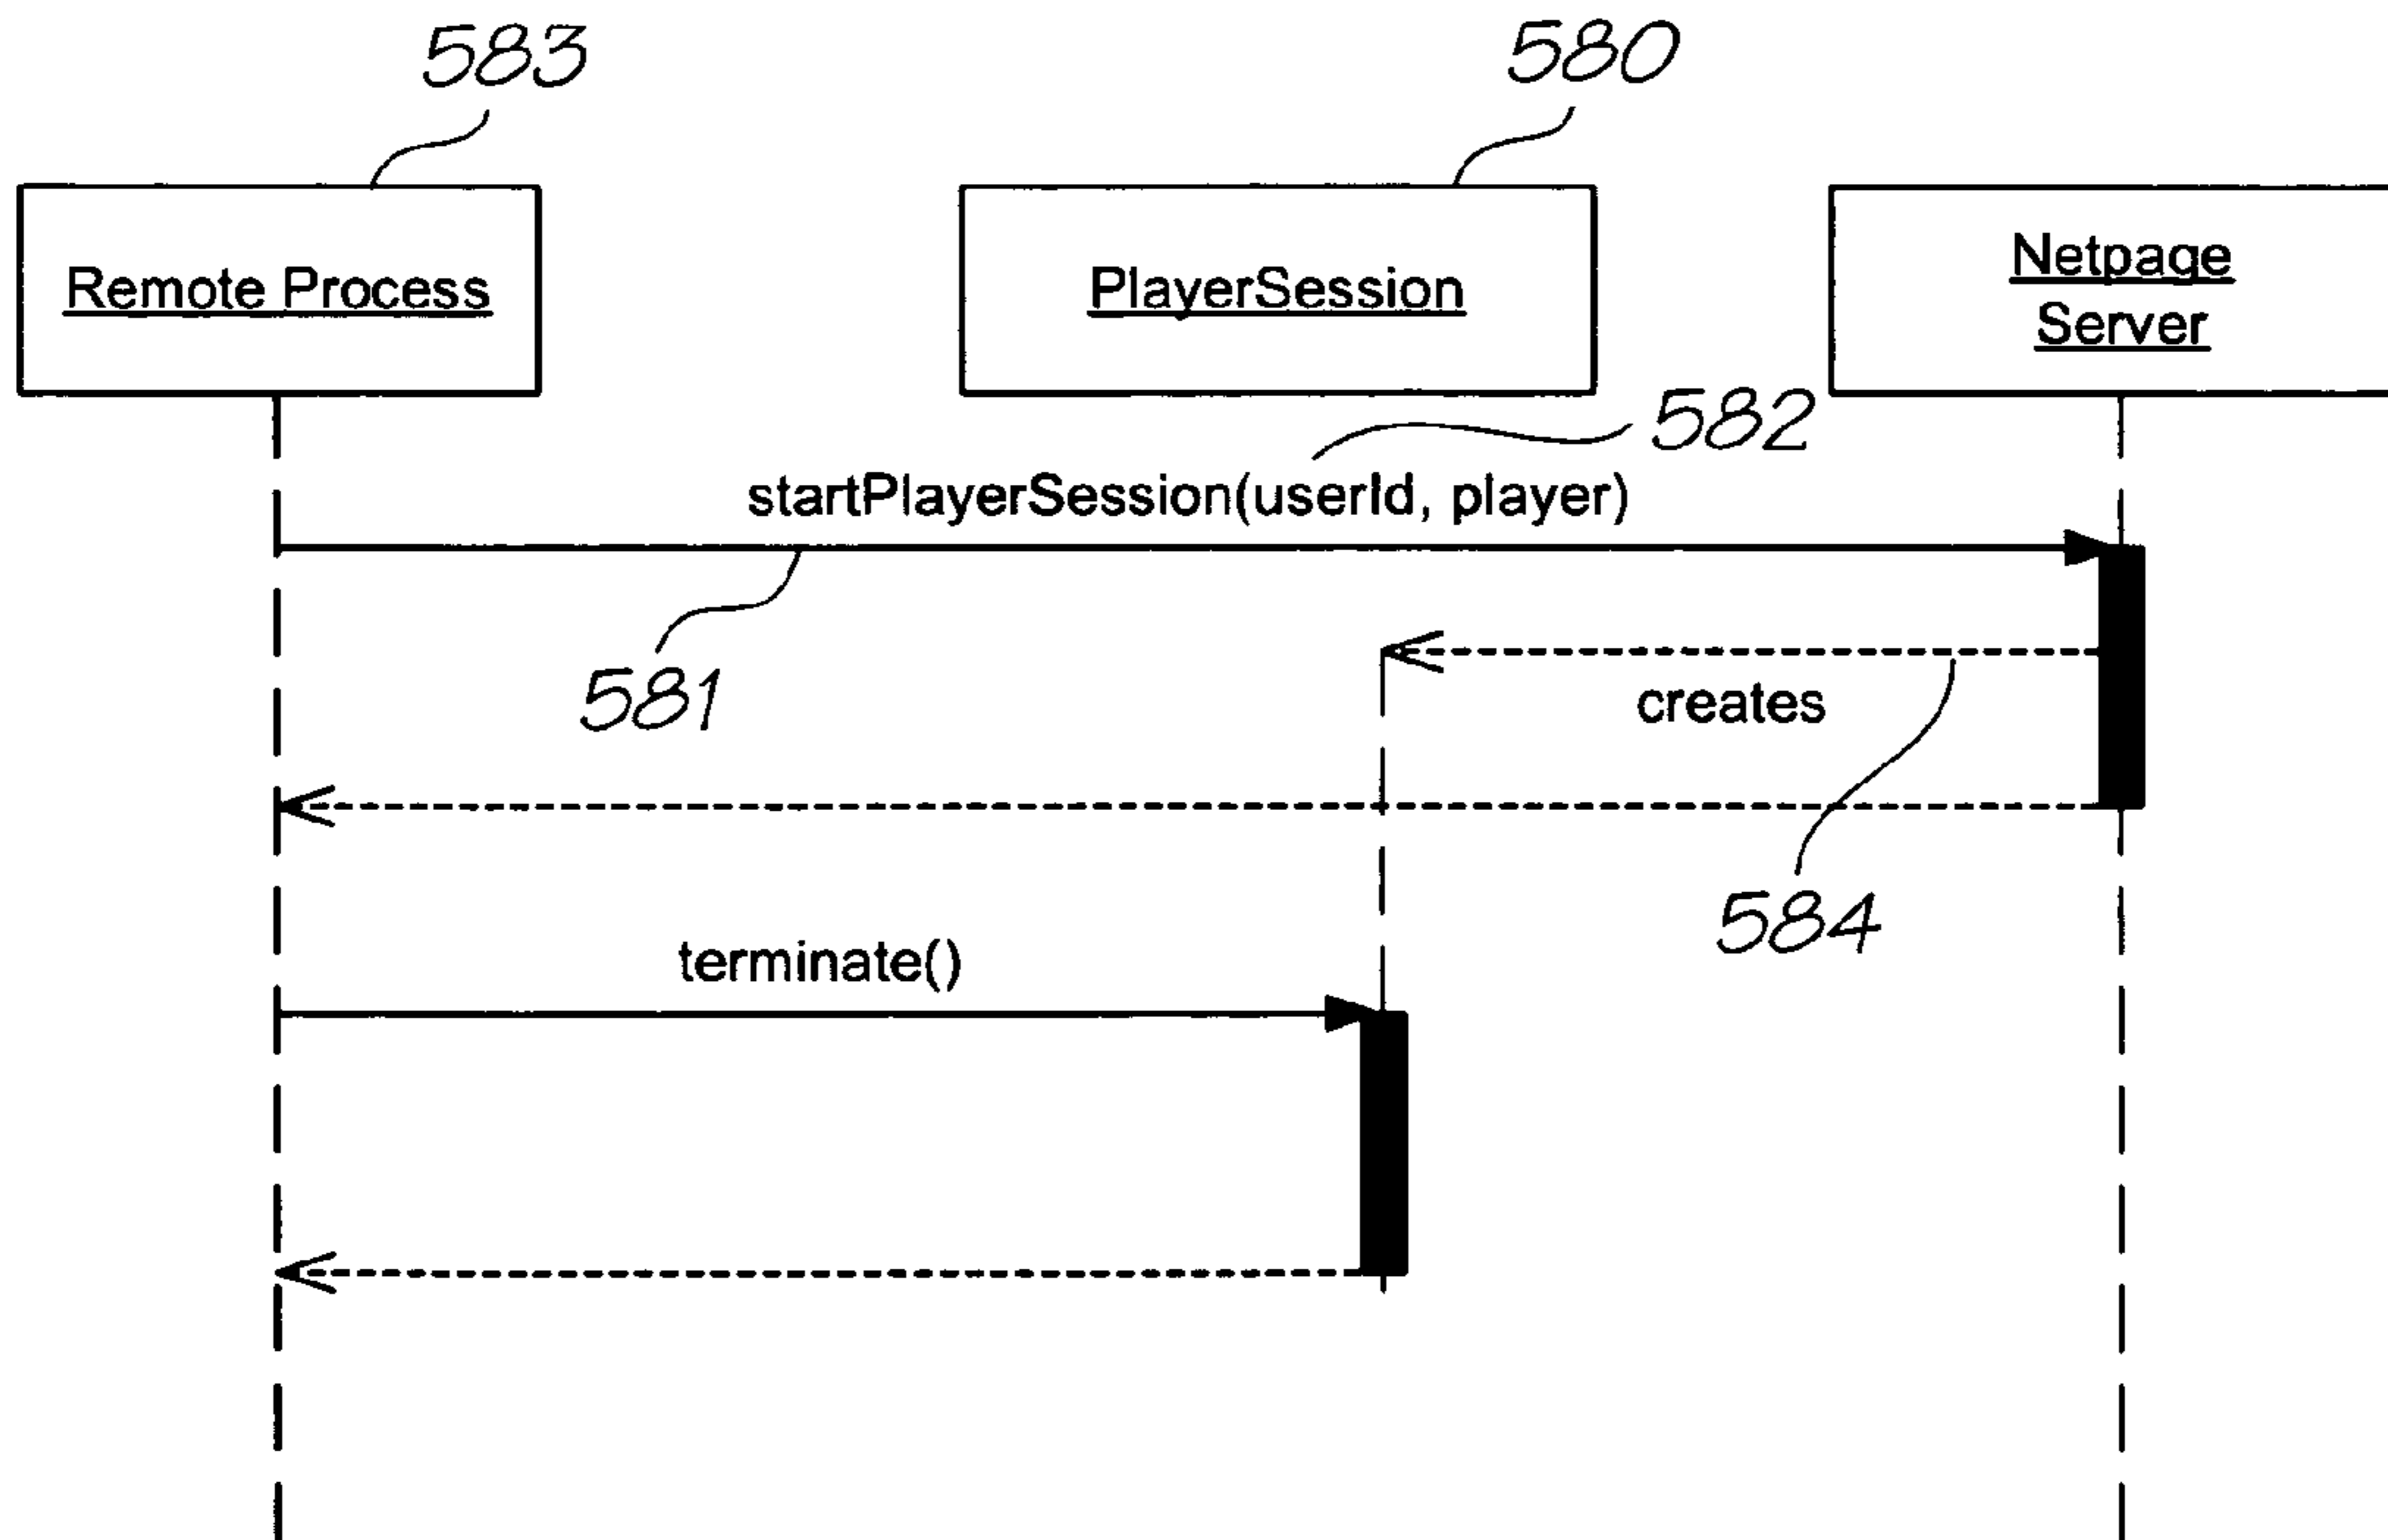 583
580
Remote Process
PlayerSession
Netpage
Server
582
startPlayerSession(userId, player)
581
creates
584
terminate()